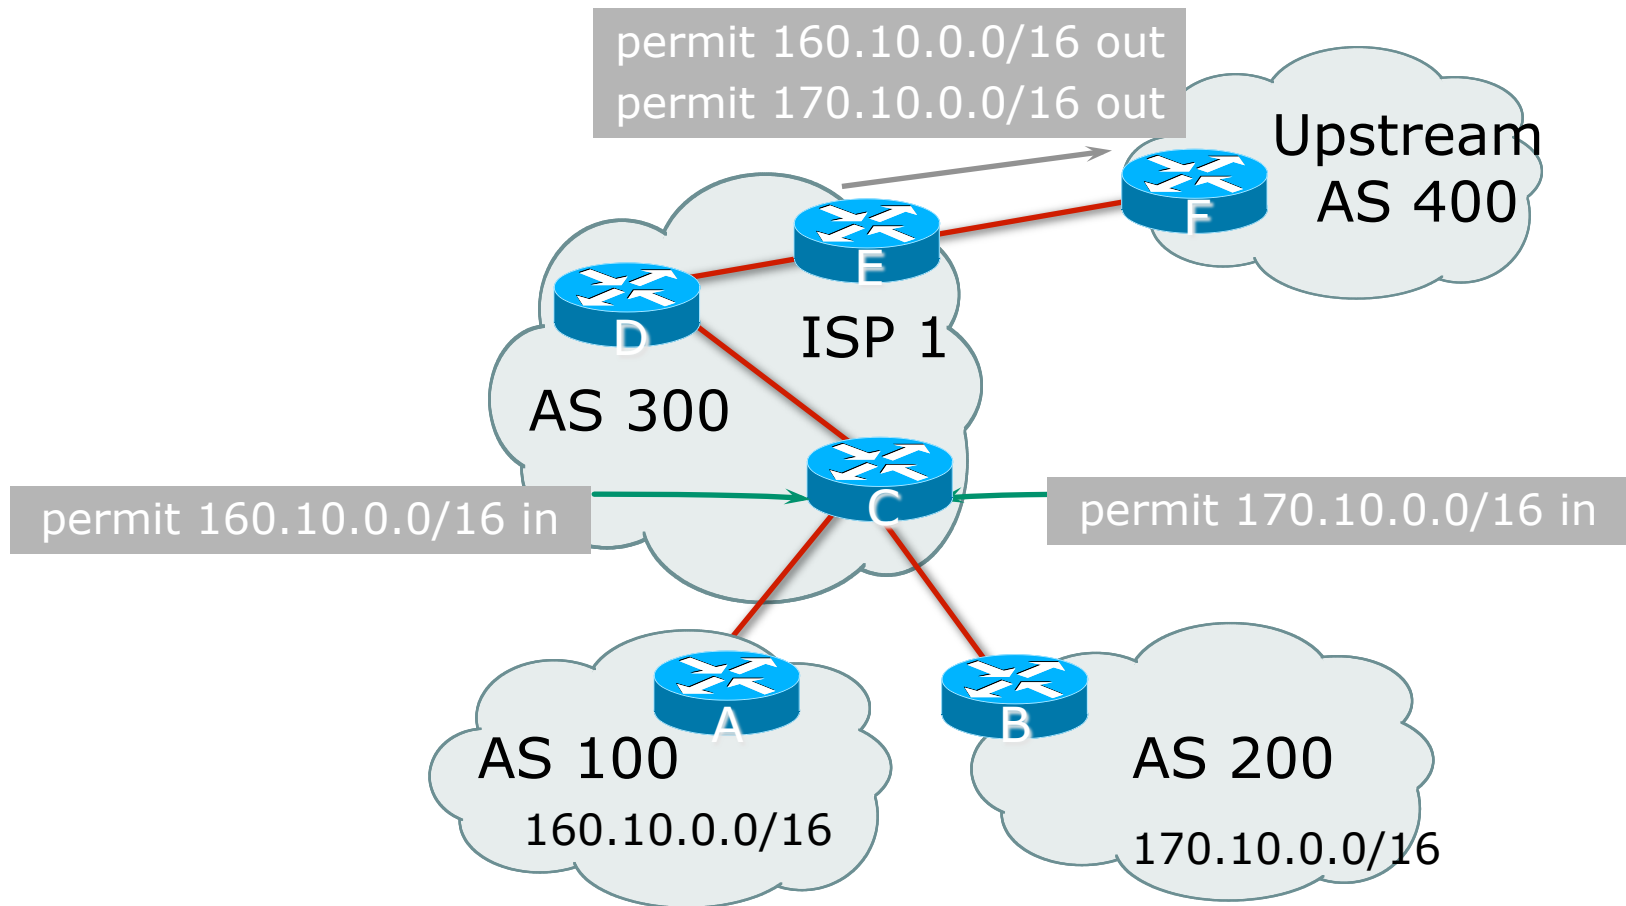 permit 160.10.0.0/16 out
permit 170.10.0.0/16 out
Upstream
AS 400
F
E
D
ISP 1
AS 300
C
permit 160.10.0.0/16 in
permit 170.10.0.0/16 in
A
B
AS 100
AS 200
160.10.0.0/16
170.10.0.0/16